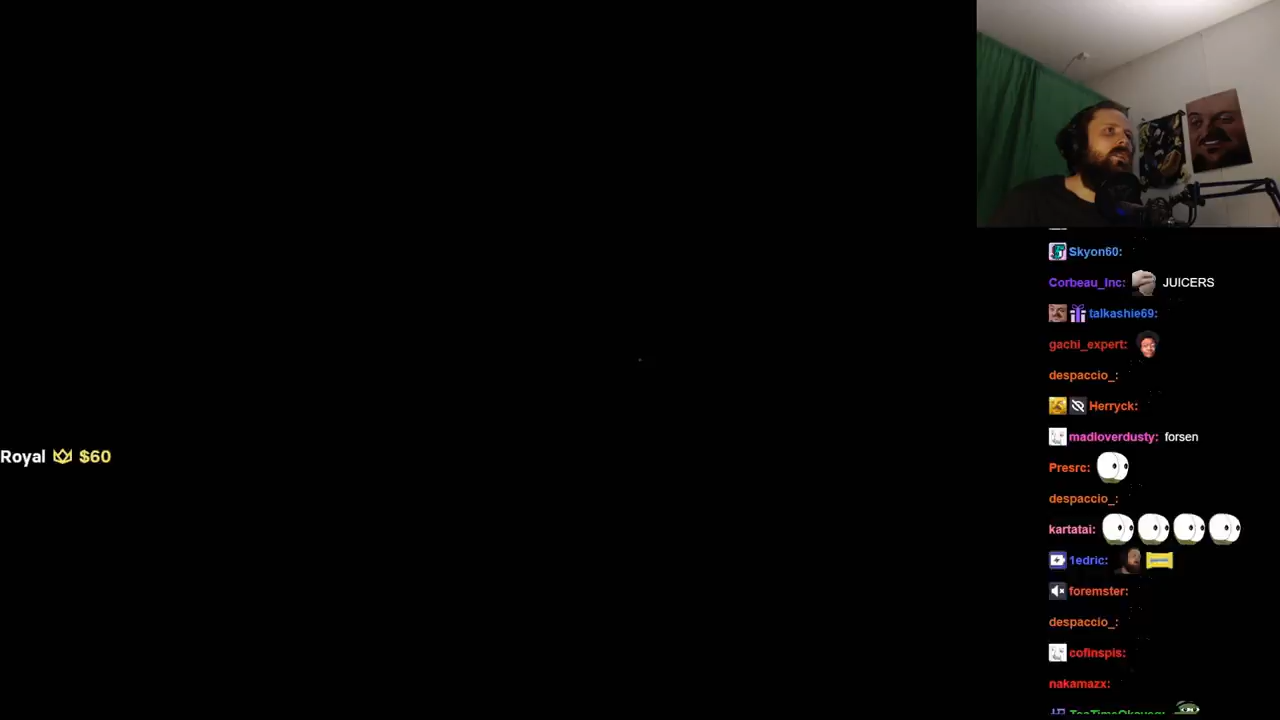 Skyon60:
Corbeau_Inc: JUICERS
talkashie69:
gachi_expert:
despaccio_:
Herryck:
madloverdusty: forsen
Royal $60
Presrc:
despaccio_:
kartatai:
1edric:
foremster:
despaccio_:
cofinspis:
nakamazx: